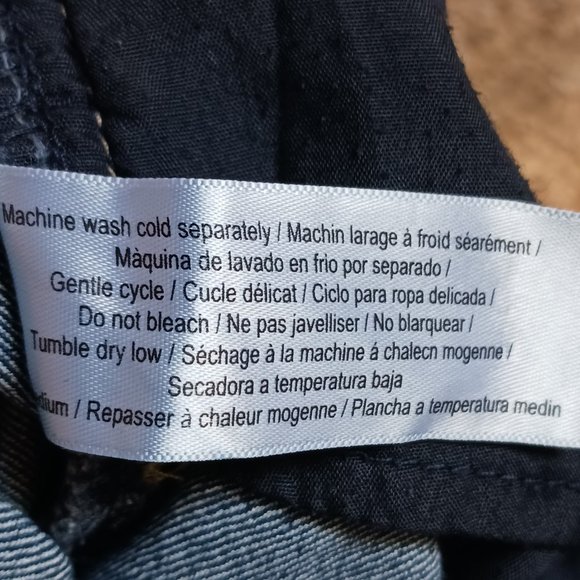 Machine wash cold separately / Machin larage à froid séarément /
Màquina de lavado en frìo por separado /
Gentle cycle / Cucle délicat / Ciclo para ropa delicada /
Do not bleach / Ne pas javelliser / No blarquear /
Tumble dry low / Séchage à la machine á chalecn mogenne /
Secadora a temperatura baja
/ Repasser à chaleur mogenne / Plancha a temperatura medin